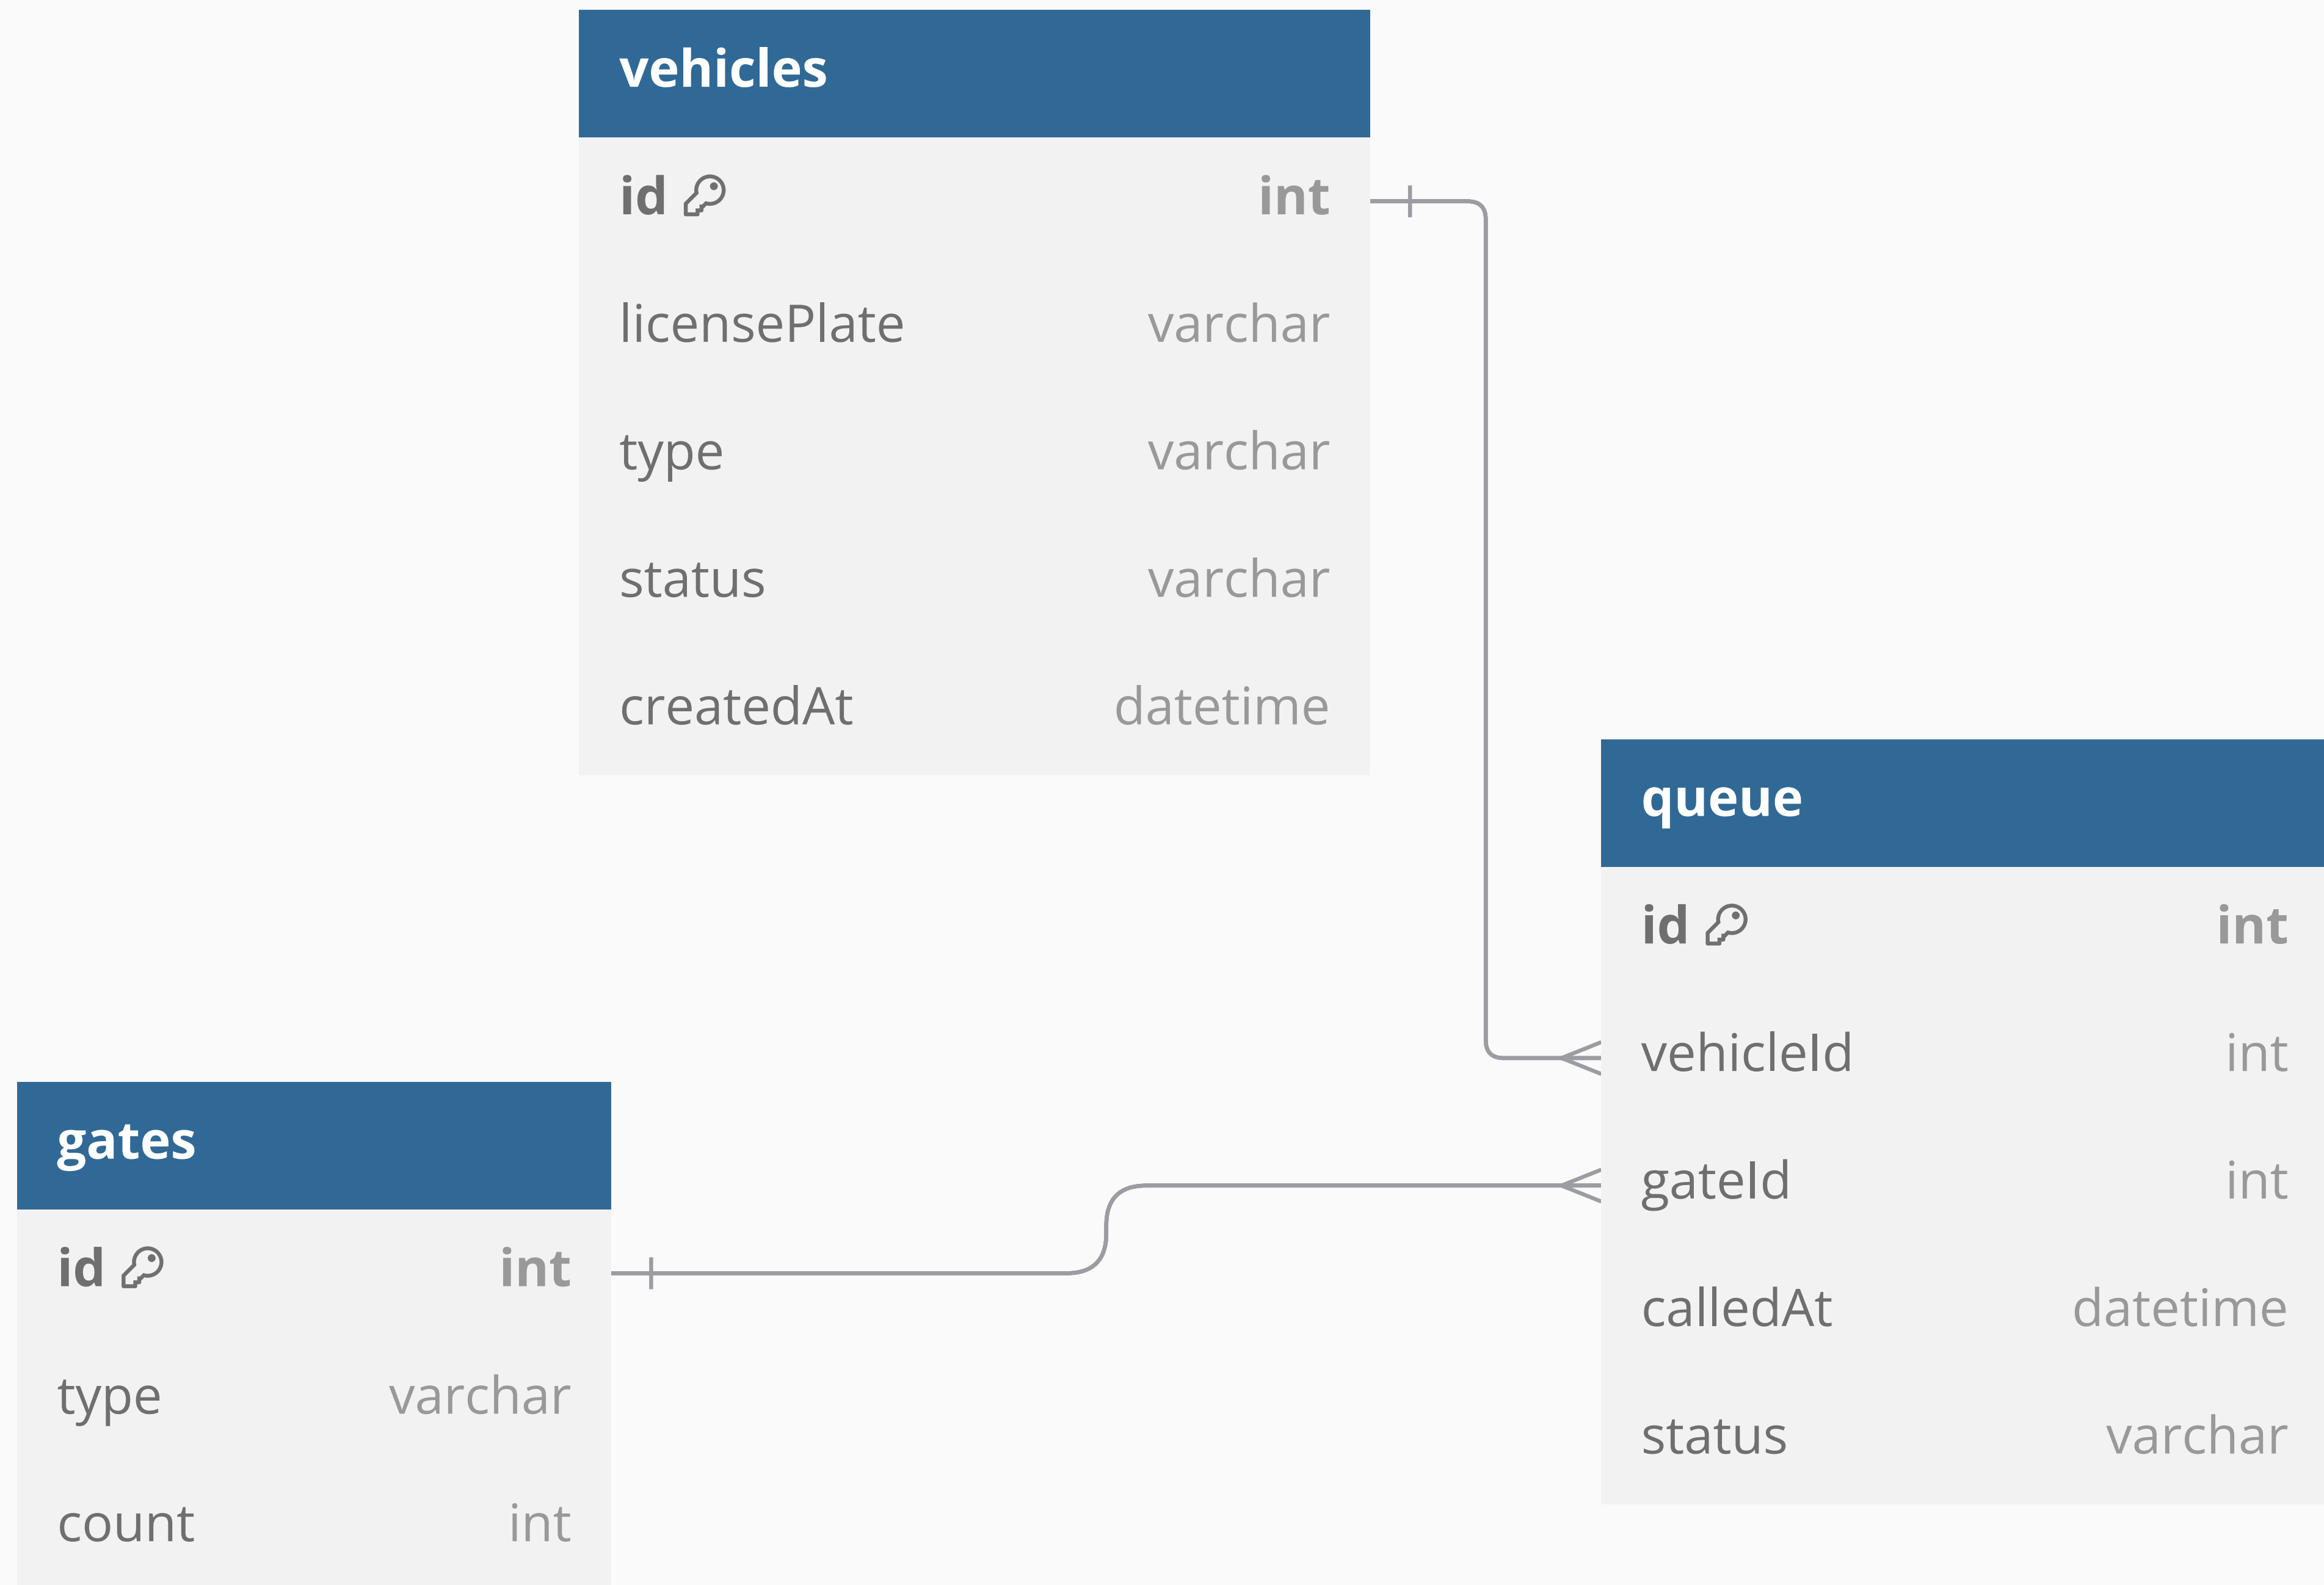 vehicles
id int
licensePlate varchar
type varchar
status varchar
createdAt datetime
queue
id int
vehicleId int
gateId int
calledAt datetime
status varchar
gates
id int
type varchar
count int